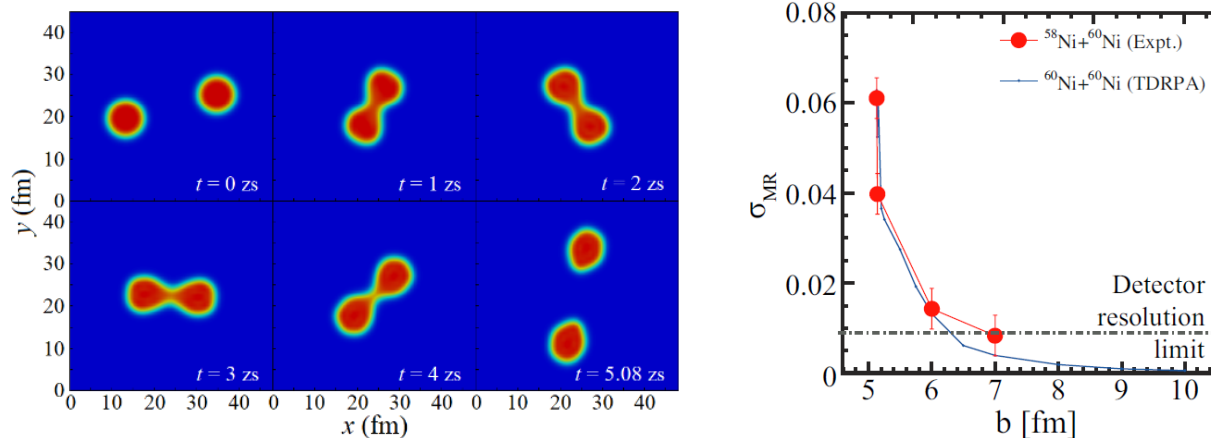 40
30
20
10
0
t = 0 zs
t = 1 zs
t = 2 zs
40
30
20
10
0
t = 3 zs
t = 4 zs
t = 5.08 zs
0 10 20 30 40
0 10 20 30 40
0 10 20 30 40
y (fm)
x (fm)
0.08
0.06
0.04
0.02
0
σMR
58Ni+60Ni (Expt.)
60Ni+60Ni (TDRPA)
Detector
resolution
limit
5 6 7 8 9 10
b [fm]